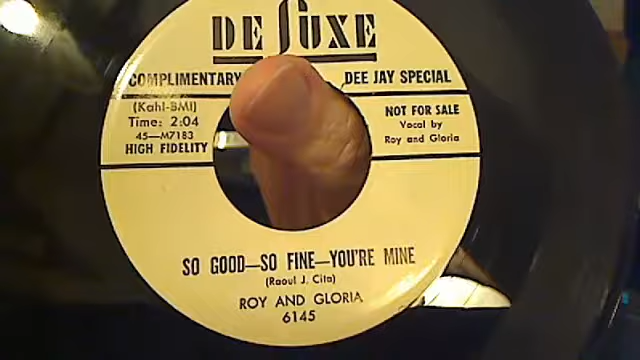 DE LUXE
COMPLIMENTARY DEE JAY SPECIAL
(Kahl-BMI)
Time: 2:04
45—M7183
HIGH FIDELITY
NOT FOR SALE
Vocal by
Roy and Gloria
SO GOOD—SO FINE—YOU'RE MINE
(Raoul J. Cita)
ROY AND GLORIA
6145